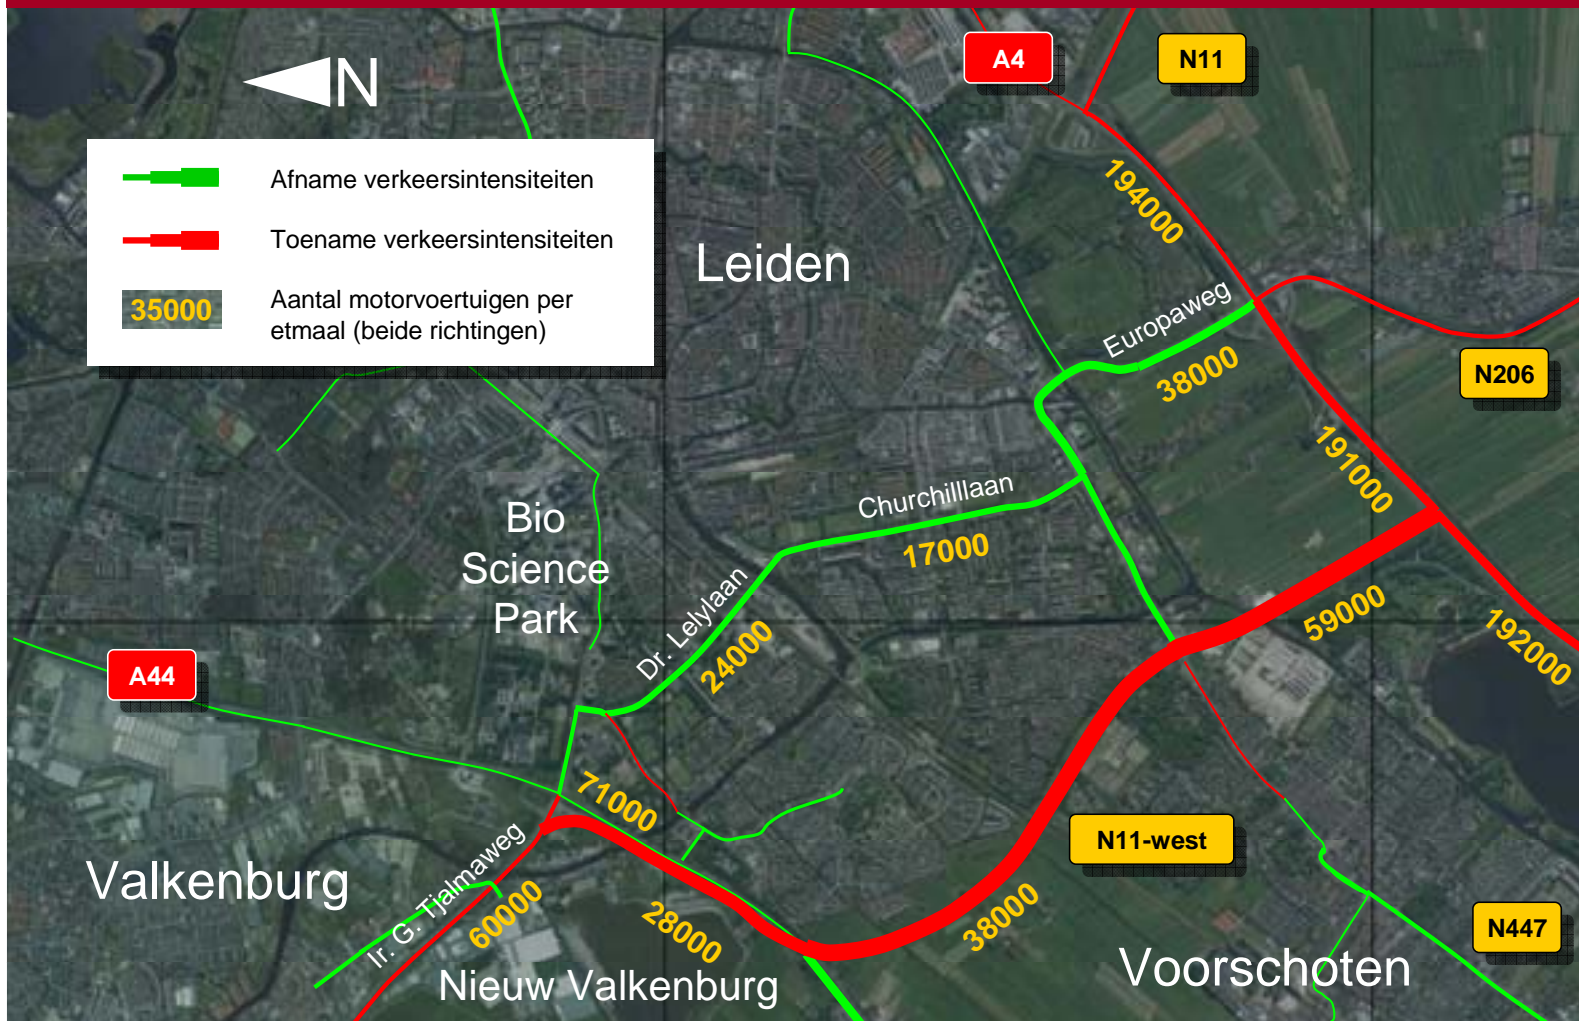 A4
N11
N
Afname verkeersintensiteiten
Toename verkeersintensiteiten
35000
Aantal motorvoertuigen per
etmaal (beide richtingen)
194000
Leiden
Europaweg
38000
N206
191000
Churchilllaan
17000
Bio
Science
Park
Dr. Lelylaan
24000
59000
192000
A44
71000
N11-west
Valkenburg
Ir. G. Tjalmaweg
60000
28000
38000
N447
Voorschoten
Nieuw Valkenburg